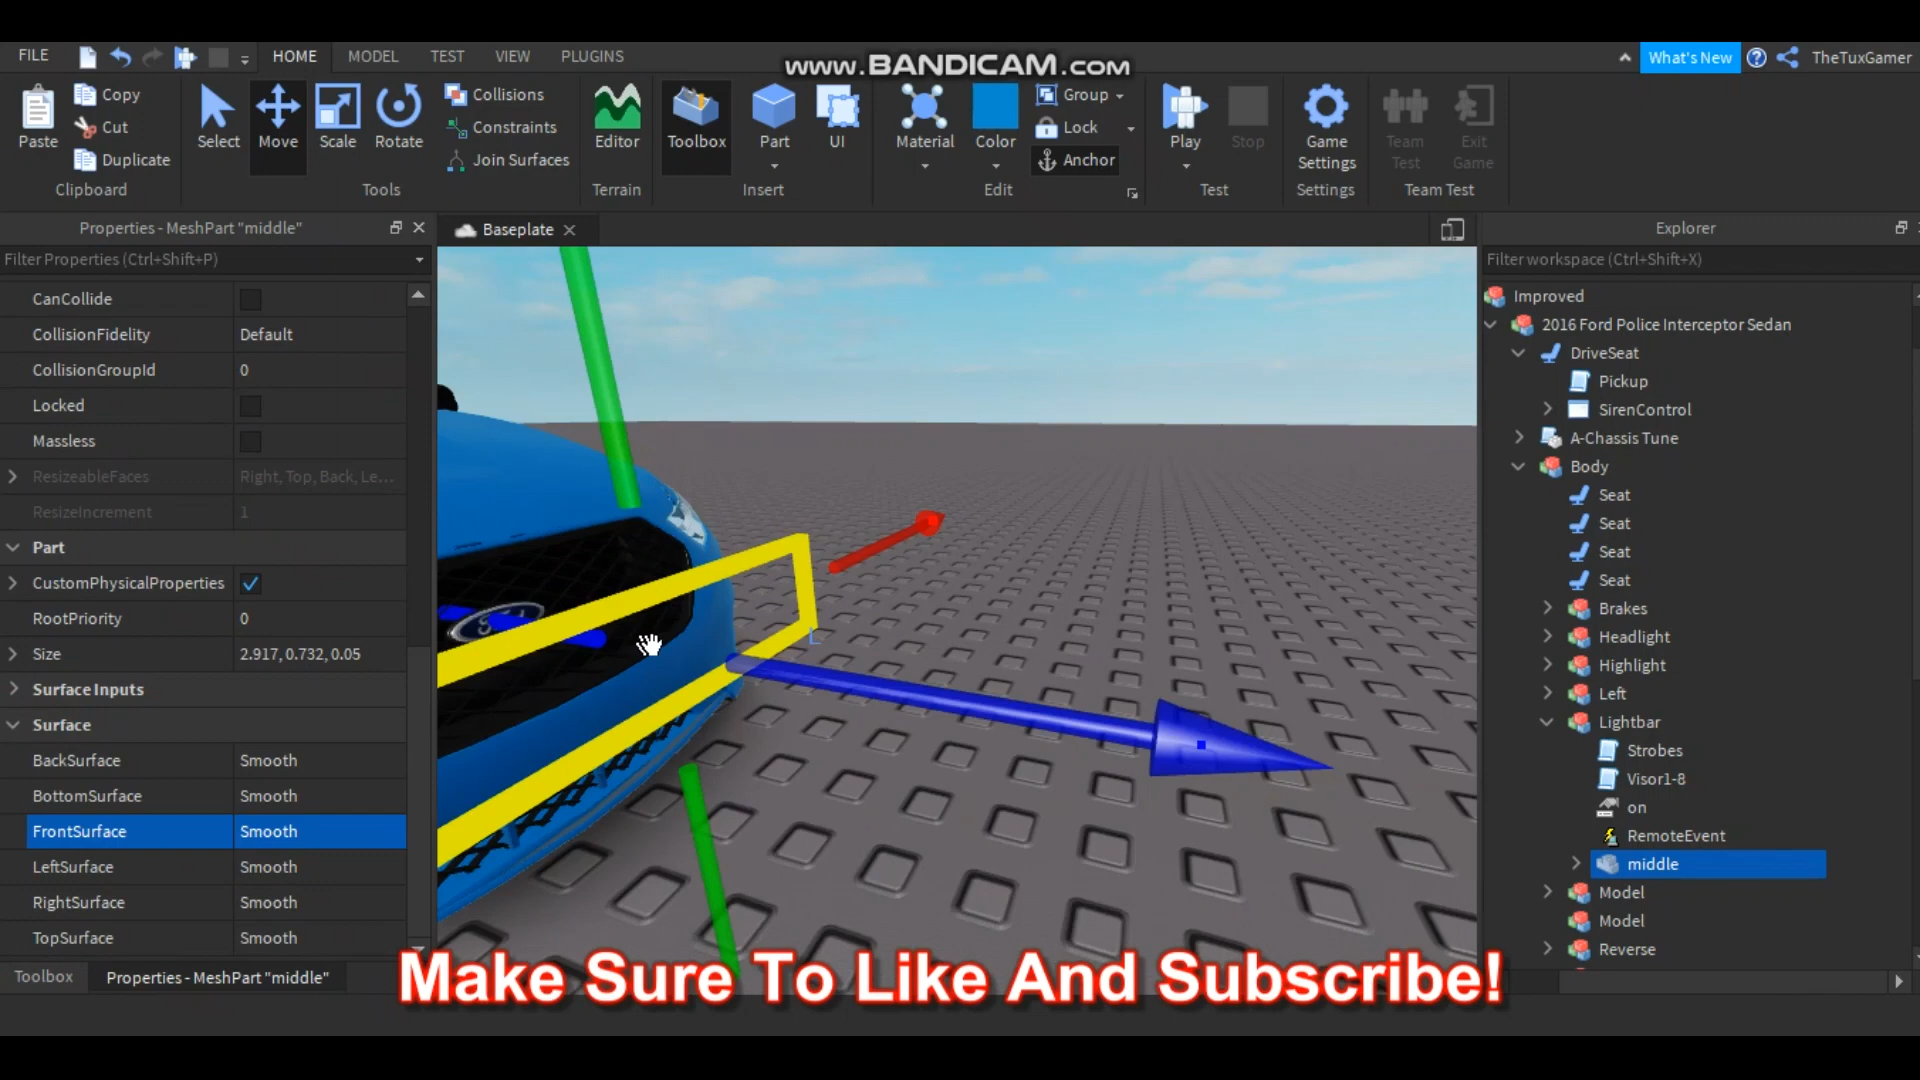 FILE
HOME
MODEL
TEST
VIEW
PLUGINS
www.BANDICAM.com
What's New
TheTuxGamer
Paste
Copy
Cut
Duplicate
Clipboard
Select
Move
Scale
Rotate
Collisions
Constraints
Join Surfaces
Tools
Editor
Terrain
Toolbox
Part
UI
Insert
Material
Color
Group
Lock
Anchor
Edit
Play
Stop
Test
Game
Settings
Settings
Team
Test
Exit
Game
Team Test
Properties - MeshPart "middle"
Filter Properties (Ctrl+Shift+P)
CanCollide
CollisionFidelity Default
CollisionGroupId 0
Locked
Massless
ResizeableFaces Right, Top, Back, Le...
ResizeIncrement 1
Part
CustomPhysicalProperties
RootPriority 0
Size 2.917, 0.732, 0.05
Surface Inputs
Surface
BackSurface Smooth
BottomSurface Smooth
FrontSurface Smooth
LeftSurface Smooth
RightSurface Smooth
TopSurface Smooth
Toolbox
Properties - MeshPart "middle"
Baseplate
L
Explorer
Filter workspace (Ctrl+Shift+X)
Improved
2016 Ford Police Interceptor Sedan
DriveSeat
Pickup
SirenControl
A-Chassis Tune
Body
Seat
Seat
Seat
Seat
Brakes
Headlight
Highlight
Left
Lightbar
Strobes
Visor1-8
on
RemoteEvent
middle
Model
Model
Reverse
Make Sure To Like And Subscribe!